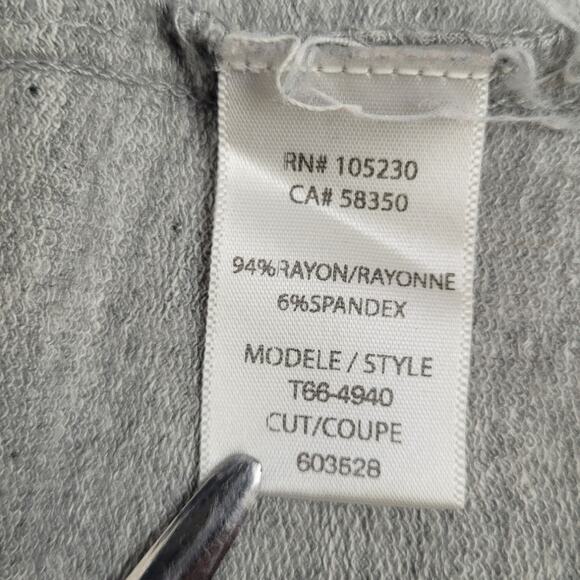 RN# 105230
CA# 58350
94%RAYON/RAYONNE
6%SPANDEX
MODELE / STYLE
T66-4940
CUT/COUPE
603528